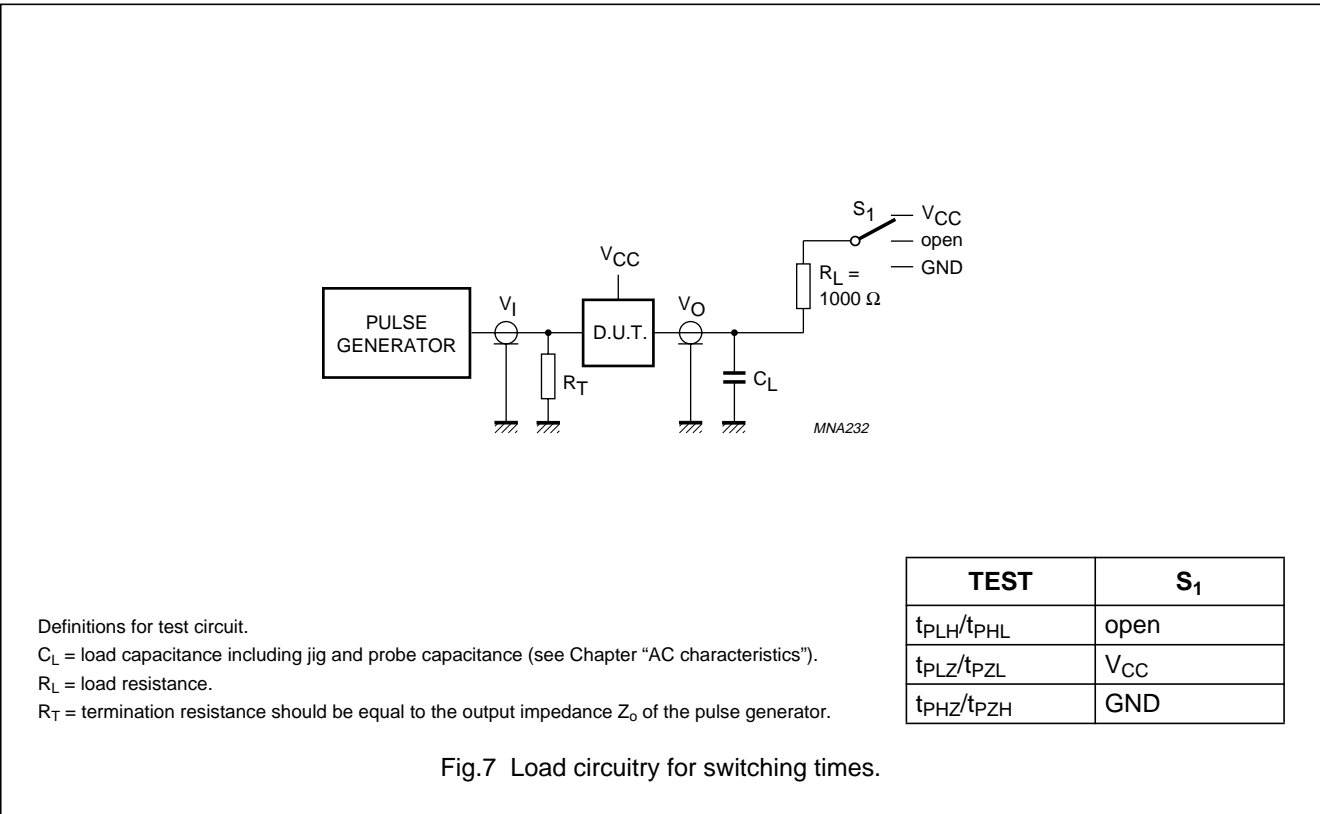 S1
VCC
open
GND
RL =
1000 Ω
VCC
PULSE
GENERATOR
VI
D.U.T.
VO
RT
CL
MNA232
TEST S1
tPLH/tPHL open
tPLZ/tPZL VCC
tPHZ/tPZH GND
Definitions for test circuit.
CL = load capacitance including jig and probe capacitance (see Chapter “AC characteristics”).
RL = load resistance.
RT = termination resistance should be equal to the output impedance Zo of the pulse generator.
Fig.7 Load circuitry for switching times.